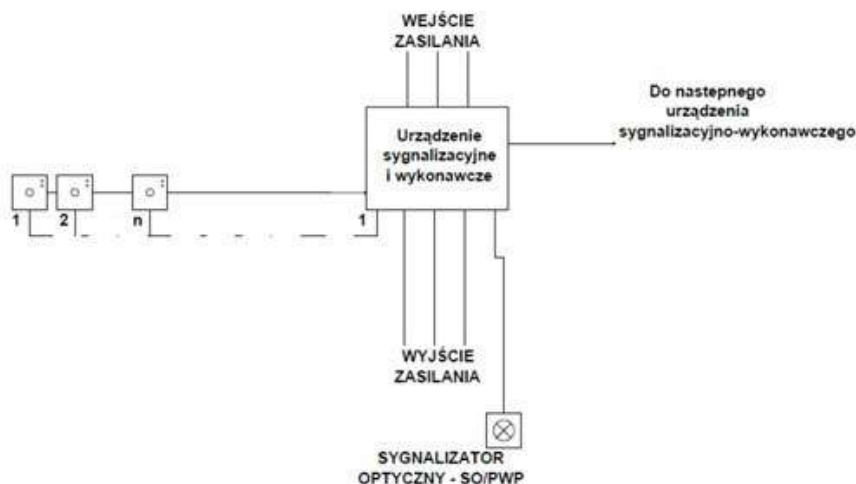 WEJŚCIE
ZASILANIA
Do nastepnego
urządzenia
sygnalizacyjno-wykonawczego
Urządzenie
sygnalizacyjne
i wykonawcze
1 2 n 1
WYJŚCIE
ZASILANIA
SYGNALIZATOR
OPTYCZNY - SO/PWP